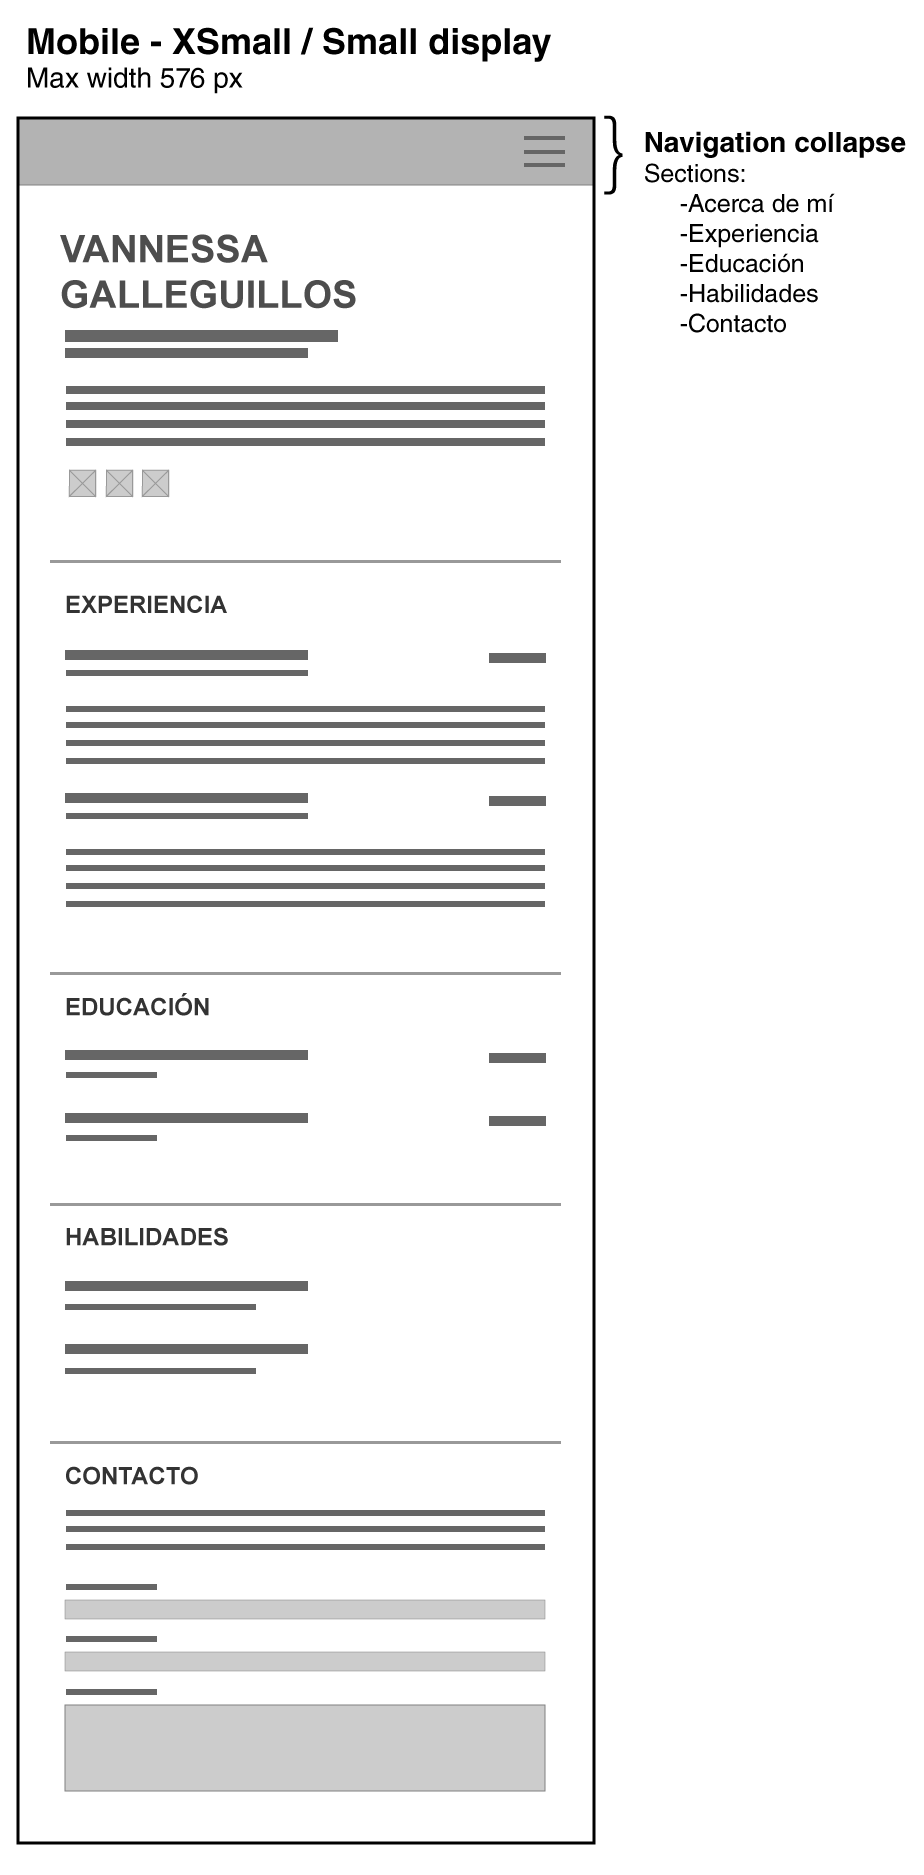 Mobile - XSmall / Small display
Max width 576 px
Navigation collapse
Sections:
-Acerca de mí
-Experiencia
-Educación
-Habilidades
-Contacto
VANNESSA
GALLEGUILLOS
EXPERIENCIA
EDUCACIÓN
HABILIDADES
CONTACTO